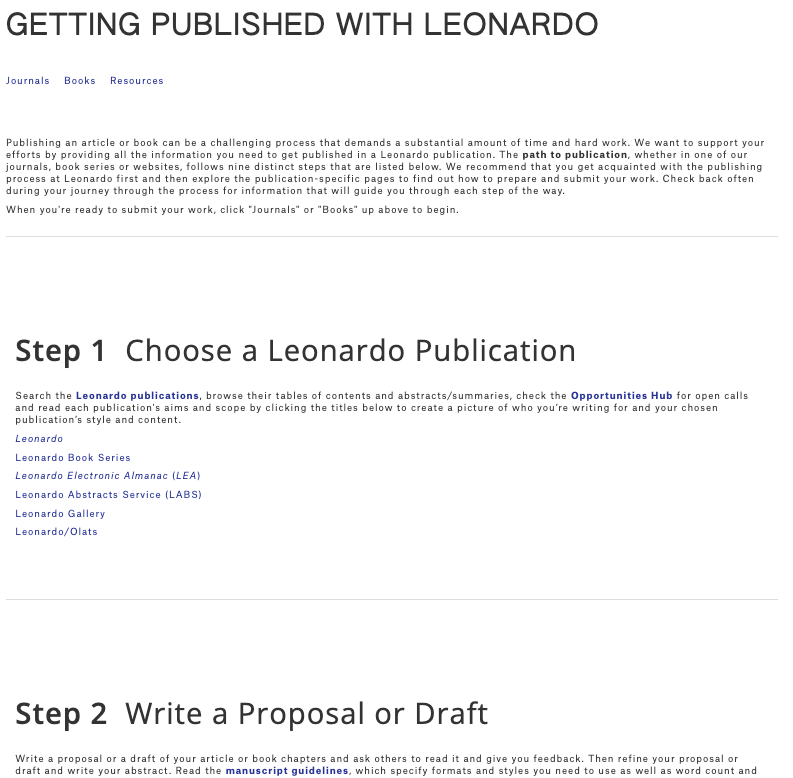 GETTING PUBLISHED WITH LEONARDO
Journals Books Resources
Publishing an article or book can be a challenging process that demands a substantial amount of time and hard work. We want to support your
efforts by providing all the information you need to get published in a Leonardo publication. The path to publication, whether in one of our
journals, book series or websites, follows nine distinct steps that are listed below. We recommend that you get acquainted with the publishing
process at Leonardo first and then explore the publication-specific pages to find out how to prepare and submit your work. Check back often
during your journey through the process for information that will guide you through each step of the way.
When you're ready to submit your work, click "Journals" or "Books" up above to begin.
Step 1 Choose a Leonardo Publication
Search the Leonardo publications, browse their tables of contents and abstracts/summaries, check the Opportunities Hub for open calls
and read each publication's aims and scope by clicking the titles below to create a picture of who you’re writing for and your chosen
publication’s style and content.
Leonardo
Leonardo Book Series
Leonardo Electronic Almanac (LEA)
Leonardo Abstracts Service (LABS)
Leonardo Gallery
Leonardo/Olats
Step 2 Write a Proposal or Draft
Write a proposal or a draft of your article or book chapters and ask others to read it and give you feedback. Then refine your proposal or
draft and write your abstract. Read the manuscript guidelines, which specify formats and styles you need to use as well as word count and